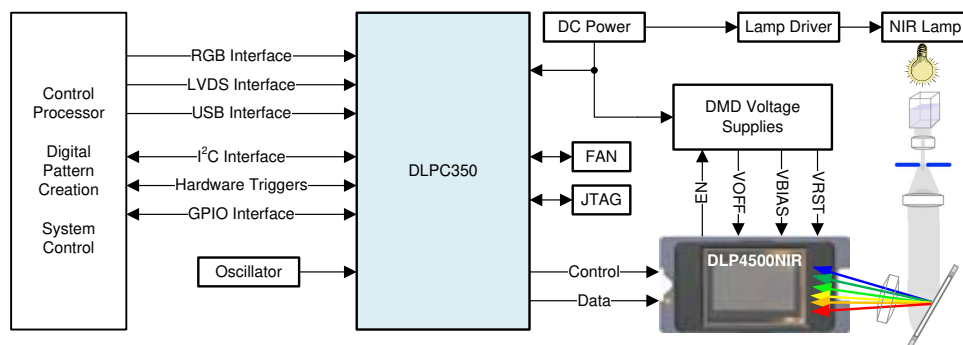 Control
Processor
Digital
Pattern
Creation
System
Control
RGB Interface
LVDS Interface
USB Interface
I²C Interface
Hardware Triggers
GPIO Interface
Oscillator
DLPC350
DC Power
Lamp Driver
NIR Lamp
DMD Voltage
Supplies
FAN
JTAG
EN
VOFF
VBIAS
VRST
Control
Data
DLP4500NIR